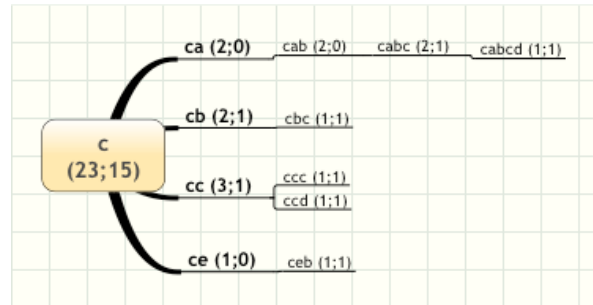 ca (2;0) cab (2;0) cabc (2;1) cabcd (1;1)
cb (2;1) cbc (1;1)
c
(23;15)
cc (3;1) ccc (1;1)
ccd (1;1)
ce (1;0) ceb (1;1)